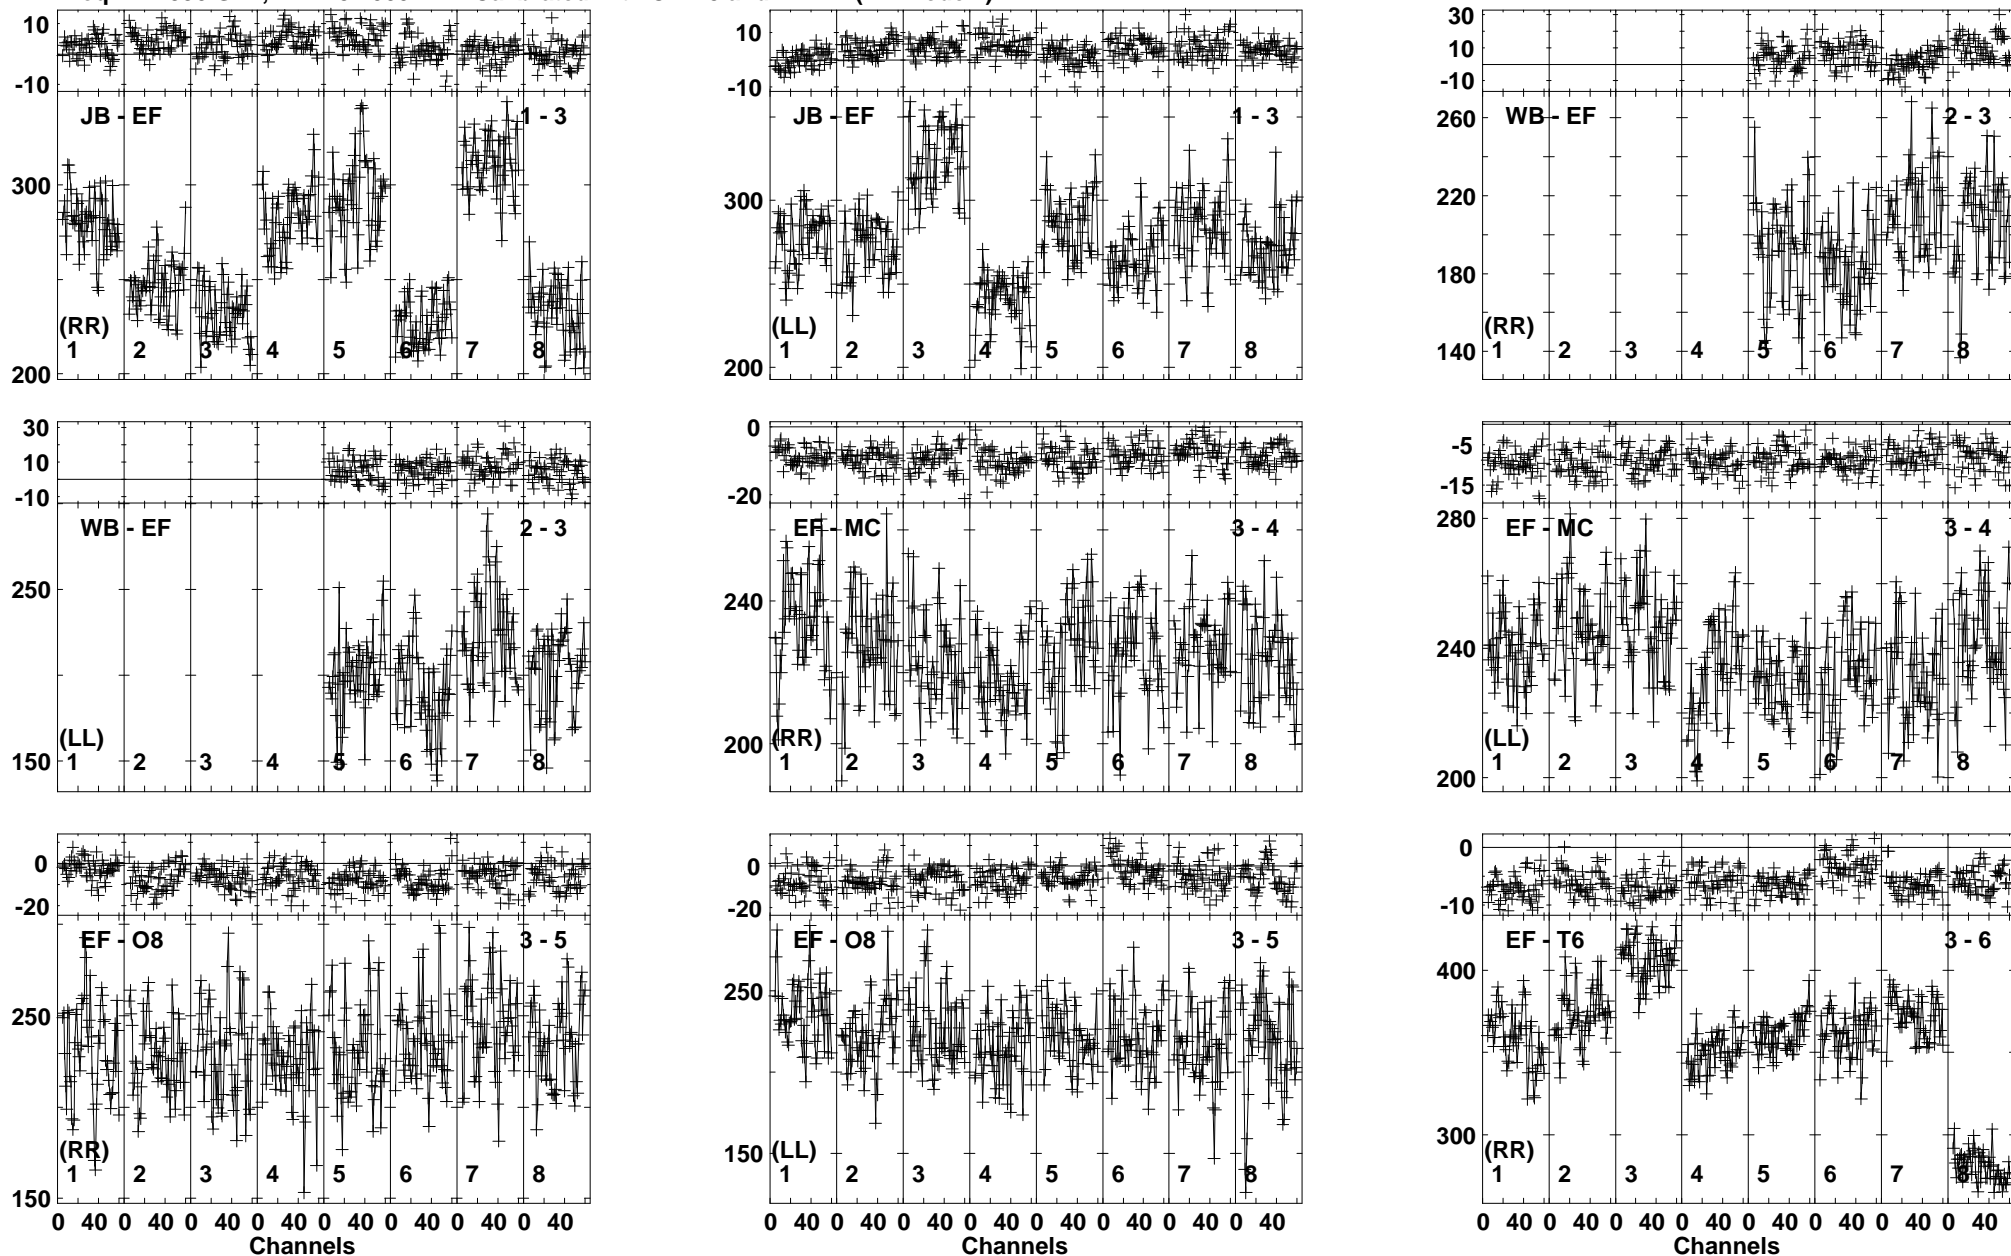 10
-10
JB - EF 1 - 3
300
(RR)
1 2 3 4 5 6 7 8
200
10
-10
JB - EF 1 - 3
300
(LL)
1 2 3 4 5 6 7 8
200
30
10
-10
260 WB - EF 2 - 3
220
180
(RR)
140 1 2 3 4 5 6 7 8
30
10
-10
WB - EF 2 - 3
250
(LL)
150 1 2 3 4 5 6 7 8
0
-20
EF - MC 3 - 4
240
200 (RR)
1 2 3 4 5 6 7 8
-5
-15
280 EF - MC 3 - 4
240
(LL)
1 2 3 4 5 6 7 8
200
0
-20
EF - O8 3 - 5
250
(RR)
1 2 3 4 5 6 7 8
150
0 40 0 40 0 40 0 40 0 40 0 40 0 40 0 40
Channels
0
-20
EF - O8 3 - 5
250
150 (LL)
1 2 3 4 5 6 7 8
0 40 0 40 0 40 0 40 0 40 0 40 0 40 0 40
Channels
0
-10
EF - T6 3 - 6
400
300 (RR)
1 2 3 4 5 6 7 8
0 40 0 40 0 40 0 40 0 40 0 40 0 40 0 40
Channels